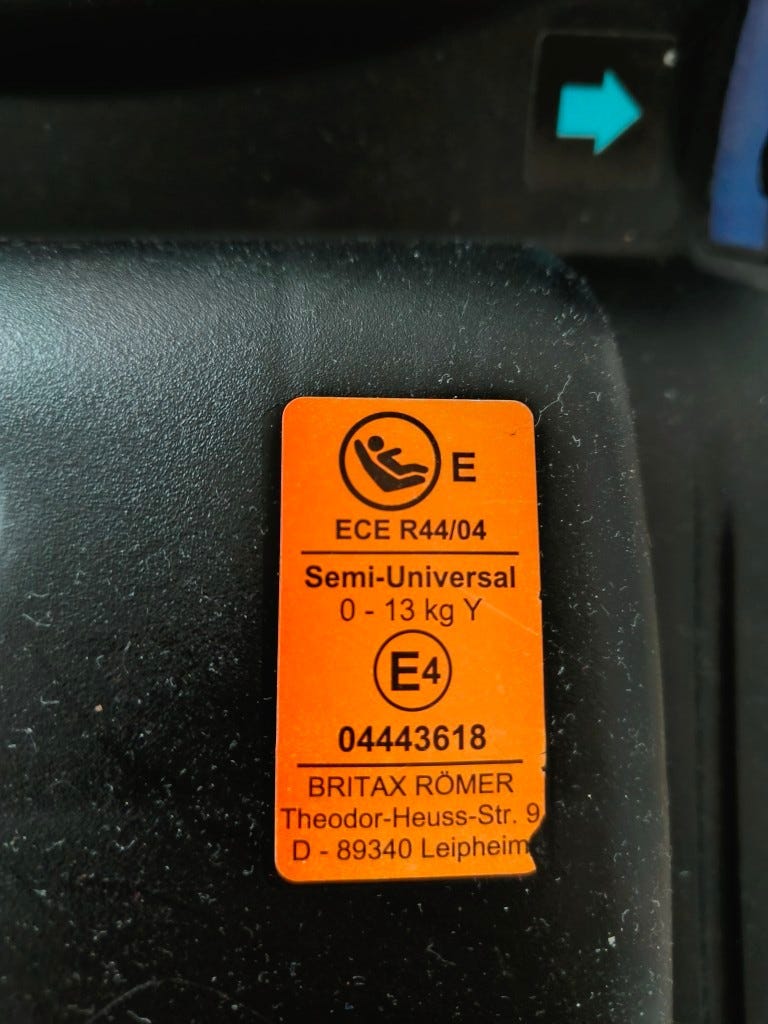 E
ECE R44/04
Semi-Universal
0 - 13 kg Y
E4
04443618
BRITAX RÖMER
Theodor-Heuss-Str. 9
D - 89340 Leipheim